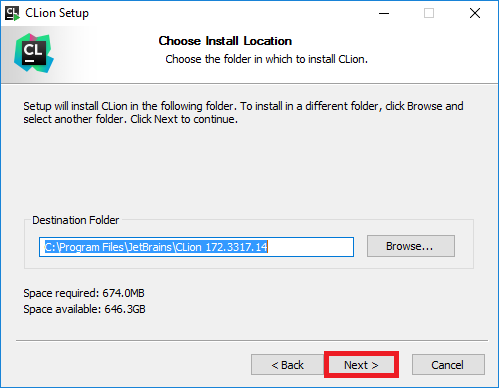 CLion Setup
CL
Choose Install Location
Choose the folder in which to install CLion.
Setup will install CLion in the following folder. To install in a different folder, click Browse and
select another folder. Click Next to continue.
Destination Folder
C:\Program Files\JetBrains\CLion 172.3317.14
Browse...
Space required: 674.0MB
Space available: 646.3GB
< Back
Next >
Cancel